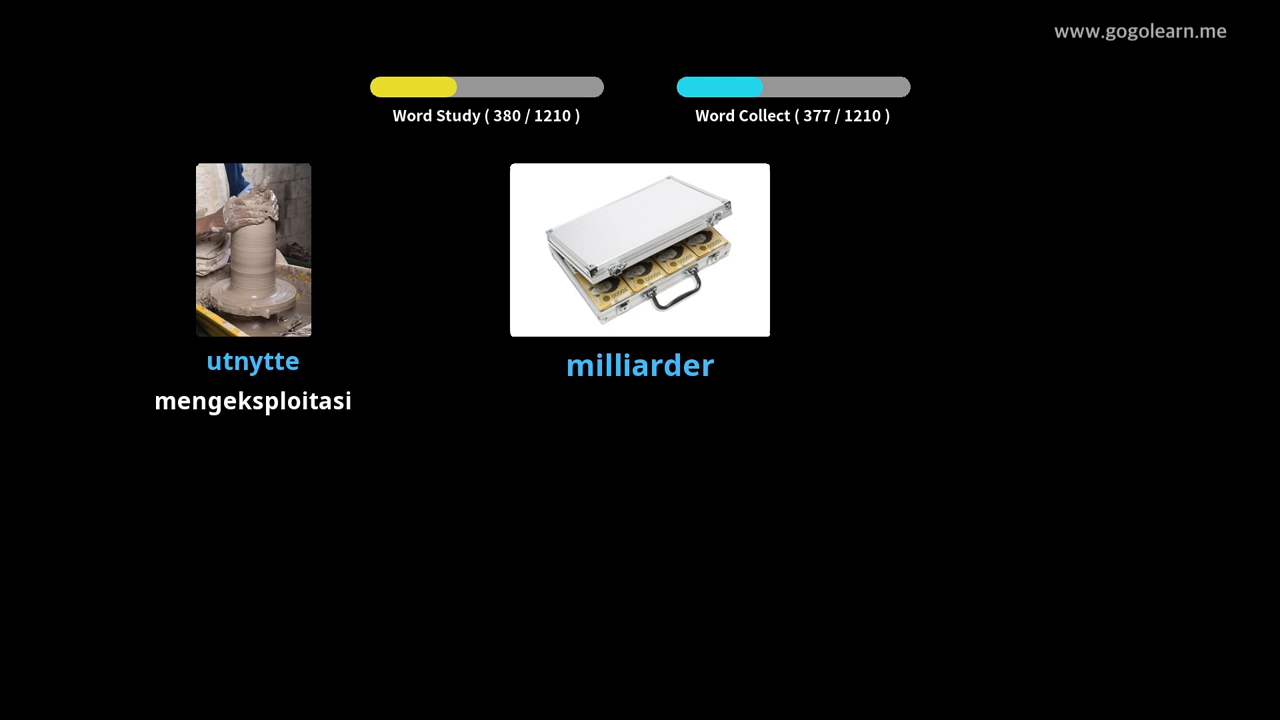 www.gogolearn.me
Word Study ( 380 / 1210 )
Word Collect ( 377 / 1210 )
utnytte
mengeksploitasi
milliarder